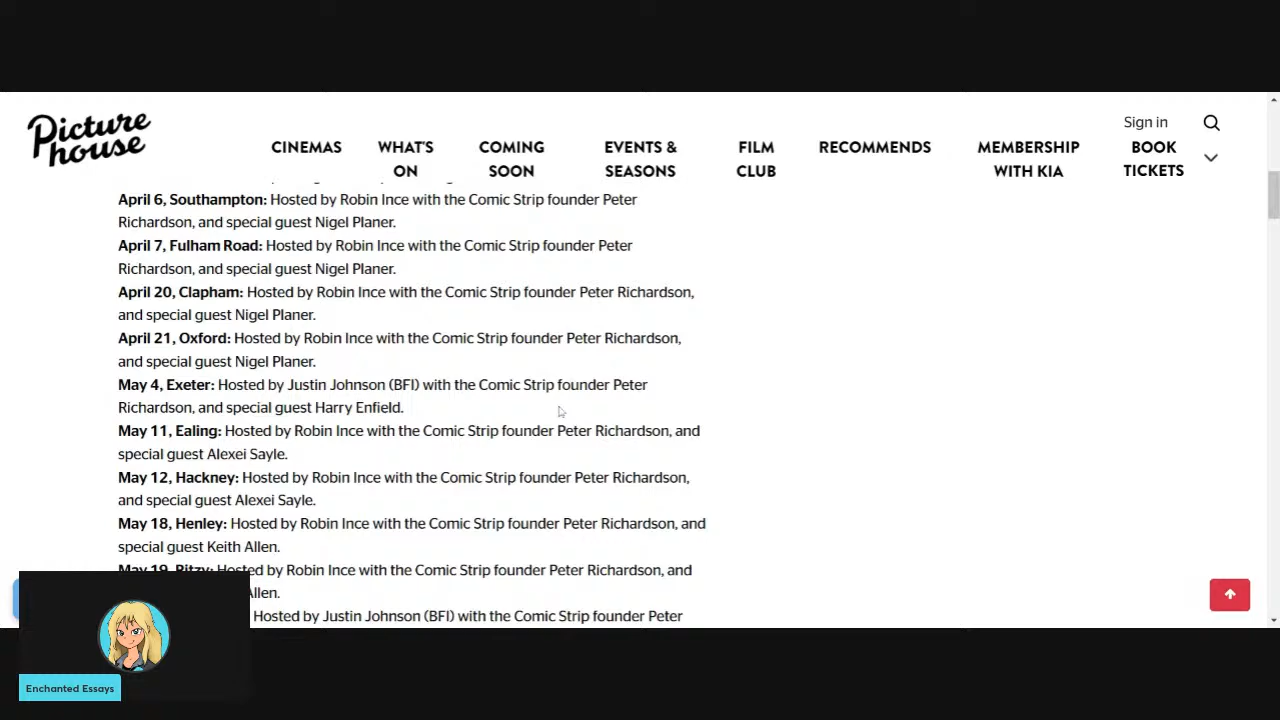 Picture
house
Sign in
CINEMAS
WHAT'S
ON
COMING
SOON
EVENTS &
SEASONS
FILM
CLUB
RECOMMENDS
MEMBERSHIP
WITH KIA
BOOK
TICKETS
April 6, Southampton: Hosted by Robin Ince with the Comic Strip founder Peter
Richardson, and special guest Nigel Planer.
April 7, Fulham Road: Hosted by Robin Ince with the Comic Strip founder Peter
Richardson, and special guest Nigel Planer.
April 20, Clapham: Hosted by Robin Ince with the Comic Strip founder Peter Richardson,
and special guest Nigel Planer.
April 21, Oxford: Hosted by Robin Ince with the Comic Strip founder Peter Richardson,
and special guest Nigel Planer.
May 4, Exeter: Hosted by Justin Johnson (BFI) with the Comic Strip founder Peter
Richardson, and special guest Harry Enfield.
May 11, Ealing: Hosted by Robin Ince with the Comic Strip founder Peter Richardson, and
special guest Alexei Sayle.
May 12, Hackney: Hosted by Robin Ince with the Comic Strip founder Peter Richardson,
and special guest Alexei Sayle.
May 18, Henley: Hosted by Robin Ince with the Comic Strip founder Peter Richardson, and
special guest Keith Allen.
May 19, Ritzy: Hosted by Robin Ince with the Comic Strip founder Peter Richardson, and
Allen.
Hosted by Justin Johnson (BFI) with the Comic Strip founder Peter
Enchanted Essays